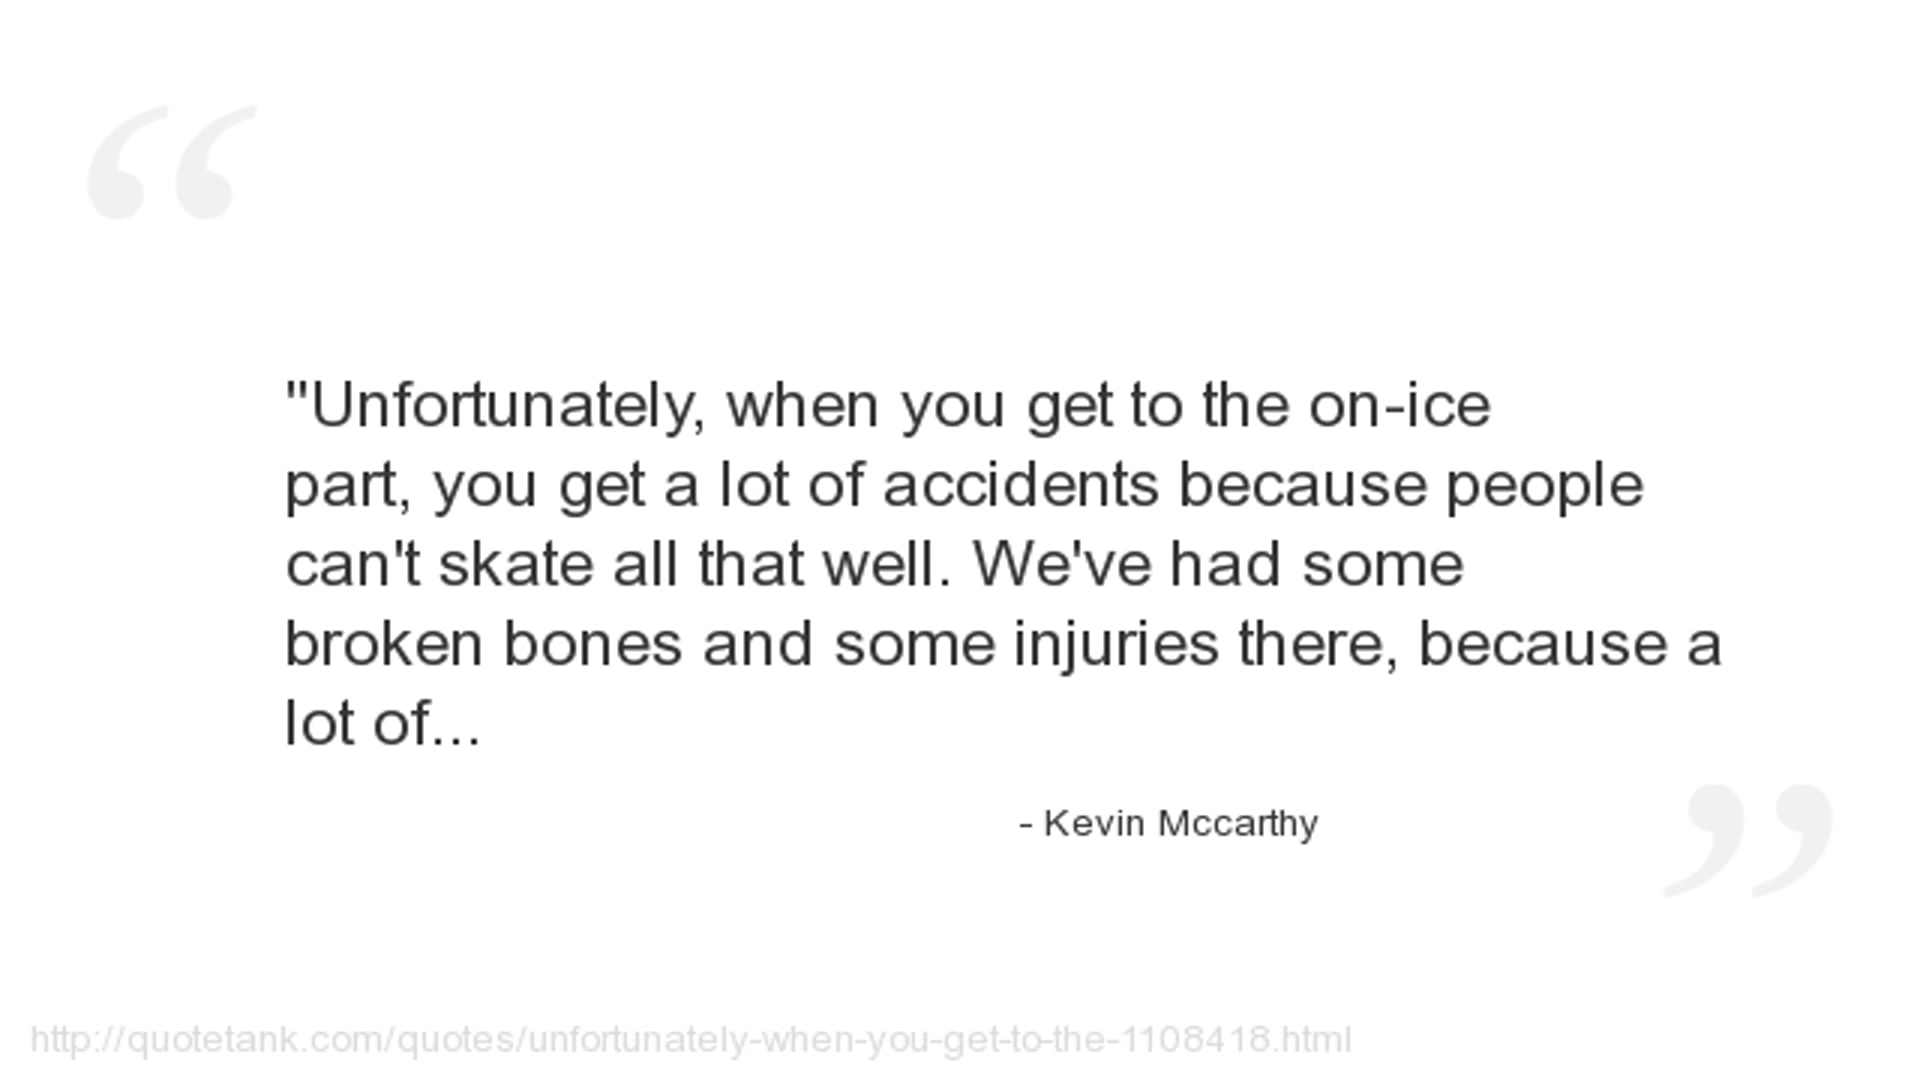 "Unfortunately, when you get to the on-ice
part, you get a lot of accidents because people
can't skate all that well. We've had some
broken bones and some injuries there, because a
lot of...
- Kevin Mccarthy
http://quotetank.com/quotes/unfortunately-when-you-get-to-the-1108418.html